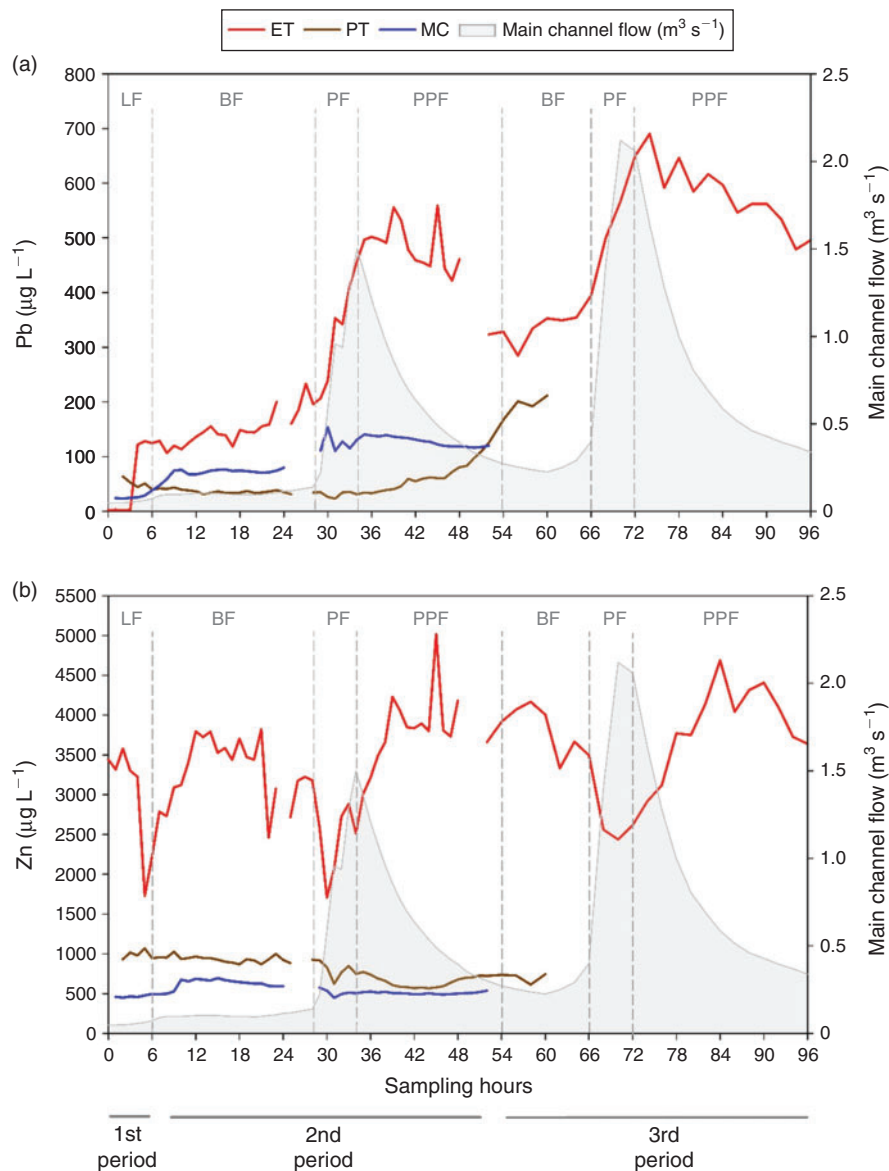 ET PT MC Main channel flow (m³ s⁻¹)
(a)
800
700
600
500
400
300
200
100
0
Pb (µg L⁻¹)
LF BF PF PPF BF PF PPF
2.5
2.0
1.5
1.0
0.5
0
Main channel flow (m³ s⁻¹)
0 6 12 18 24 30 36 42 48 54 60 66 72 78 84 90 96
(b)
5500
5000
4500
4000
3500
3000
2500
2000
1500
1000
500
0
Zn (µg L⁻¹)
LF BF PF PPF BF PF PPF
2.5
2.0
1.5
1.0
0.5
0
Main channel flow (m³ s⁻¹)
0 6 12 18 24 30 36 42 48 54 60 66 72 78 84 90 96
Sampling hours
1st 2nd 3rd
period period period